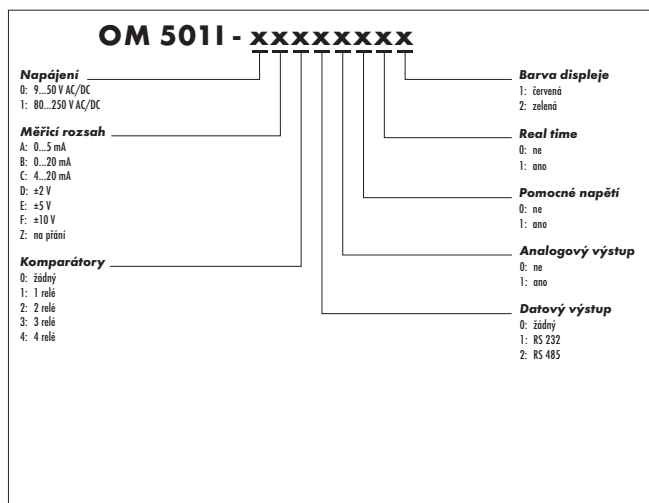 OM 501I - xxxxxxxx
Napájení
0: 9...50 V AC/DC
1: 80...250 V AC/DC
Měřicí rozsah
A: 0...5 mA
B: 0...20 mA
C: 4...20 mA
D: ±2 V
E: ±5 V
F: ±10 V
Z: na přání
Komparátory
0: žádný
1: 1 relé
2: 2 relé
3: 3 relé
4: 4 relé
Barva displeje
1: červená
2: zelená
Real time
0: ne
1: ano
Pomocné napětí
0: ne
1: ano
Analogový výstup
0: ne
1: ano
Datový výstup
0: žádný
1: RS 232
2: RS 485